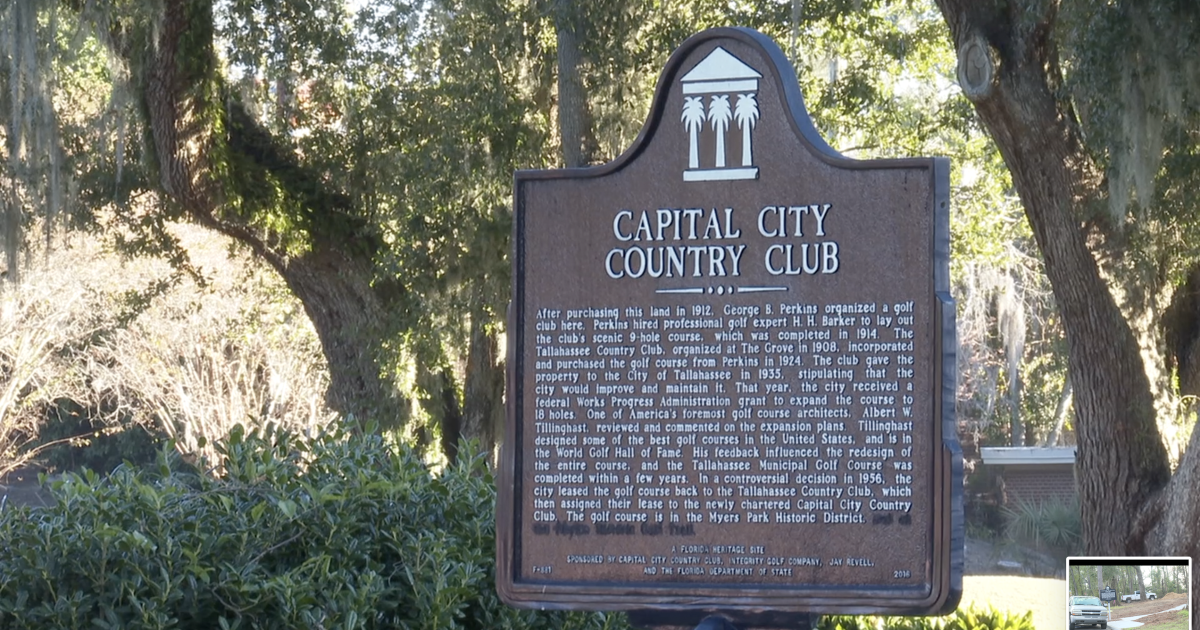 CAPITAL CITY
COUNTRY CLUB
After purchasing this land in 1912, George B. Perkins organized a golf
club here. Perkins hired professional golf expert H. H. Barker to lay out
the club's scenic 9-hole course, which was completed in 1914. The
Tallahassee Country Club, organized at The Grove in 1908, incorporated
and purchased the golf course from Perkins in 1924. The club gave the
property to the City of Tallahassee in 1935, stipulating that the
city would improve and maintain it. That year, the city received a
federal Works Progress Administration grant to expand the course to
18 holes. One of America's foremost golf course architects, Albert W.
Tillinghast, reviewed and commented on the expansion plans. Tillinghast
designed some of the best golf courses in the United States, and is in
the World Golf Hall of Fame. His feedback influenced the redesign of
the entire course, and the Tallahassee Municipal Golf Course was
completed within a few years. In a controversial decision in 1956, the
city leased the golf course back to the Tallahassee Country Club, which
then assigned their lease to the newly chartered Capital City Country
Club. The golf course is in the Myers Park Historic District.
A FLORIDA HERITAGE SITE
SPONSORED BY CAPITAL CITY COUNTRY CLUB, INTEGRITY GOLF COMPANY, JAY REVELL,
AND THE FLORIDA DEPARTMENT OF STATE
2016